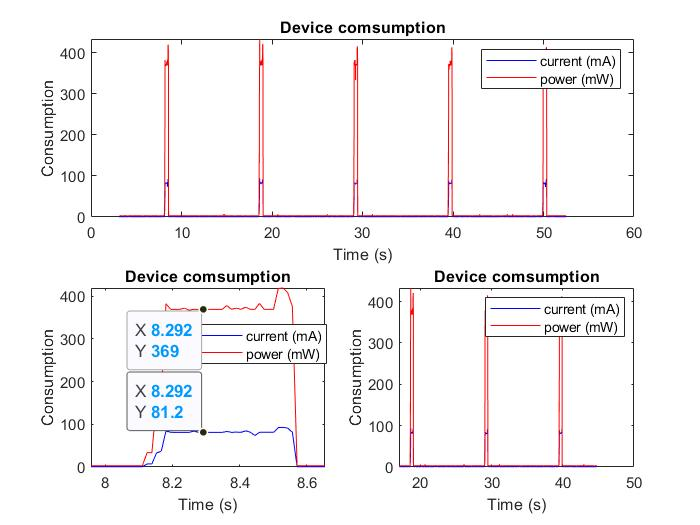 Device comsumption
400
300
200
100
0
Consumption
current (mA)
power (mW)
0 10 20 30 40 50 60
Time (s)
Device comsumption
400
300
200
100
0
Consumption
X 8.292
Y 369
X 8.292
Y 81.2
current (mA)
power (mW)
8 8.2 8.4 8.6
Time (s)
Device comsumption
400
300
200
100
0
Consumption
current (mA)
power (mW)
20 30 40 50
Time (s)